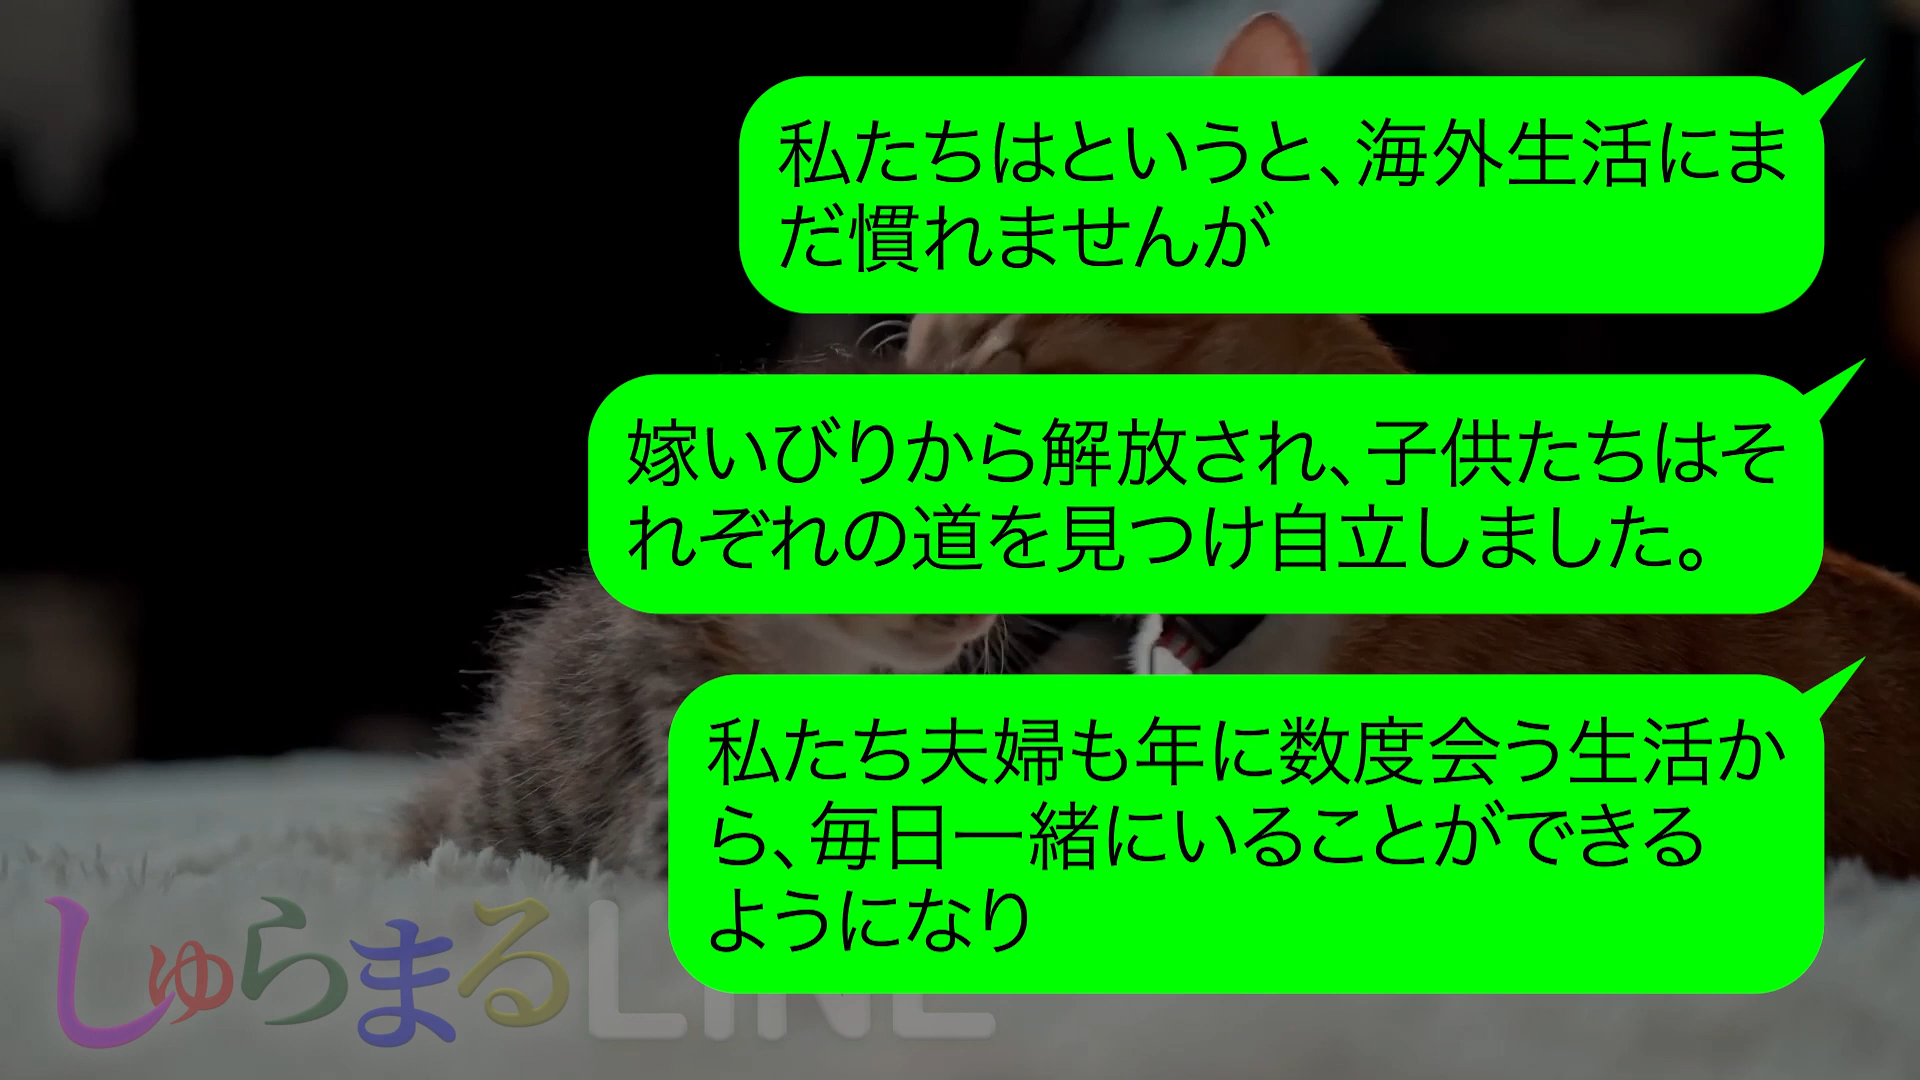 私たちはというと、海外生活にま
だ慣れませんが
嫁いびりから解放され、子供たちはそ
れぞれの道を見つけ自立しました。
私たち夫婦も年に数度会う生活か
ら、毎日一緒にいることができる
ようになり
しゅらまるLINE